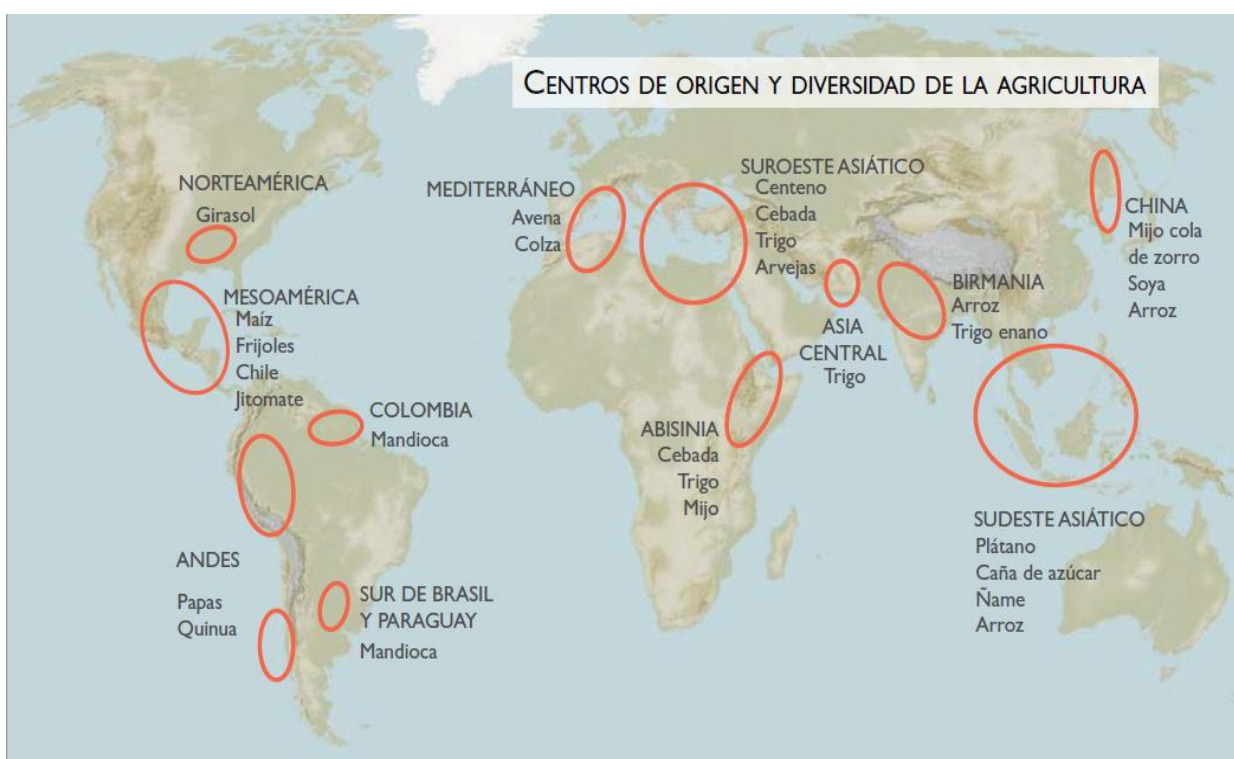 CENTROS DE ORIGEN Y DIVERSIDAD DE LA AGRICULTURA
NORTEAMÉRICA
Girasol
MESOAMÉRICA
Maíz
Frijoles
Chile
Jitomate
COLOMBIA
Mandioca
ANDES
Papas
Quinua
SUR DE BRASIL
Y PARAGUAY
Mandioca
MEDITERRÁNEO
Avena
Colza
SUROESTE ASIÁTICO
Centeno
Cebada
Trigo
Arvejas
ASIA
CENTRAL
Trigo
ABISINIA
Cebada
Trigo
Mijo
BIRMANIA
Arroz
Trigo enano
CHINA
Mijo cola
de zorro
Soya
Arroz
SUDESTE ASIÁTICO
Plátano
Caña de azúcar
Ñame
Arroz